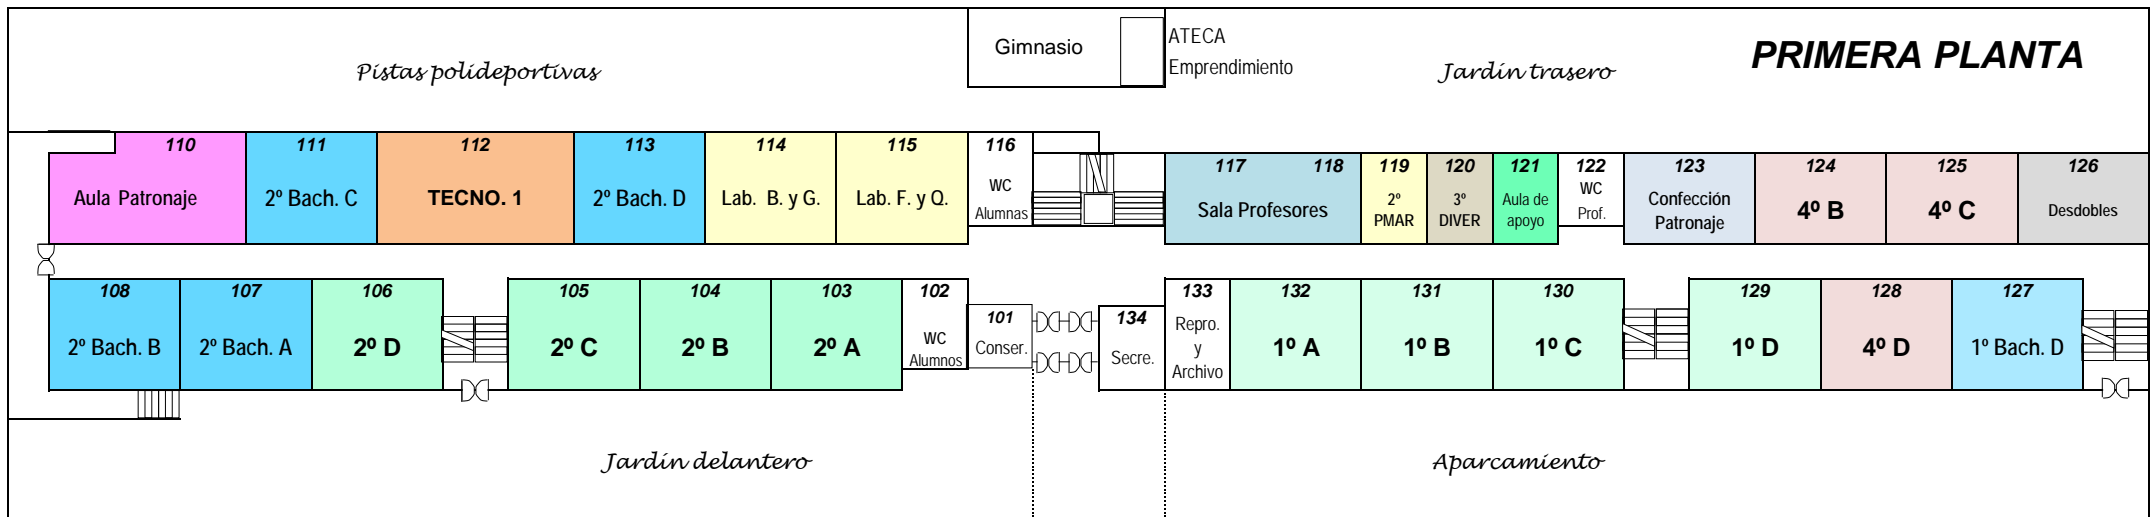 Gimnasio
ATECA
Emprendimiento
PRIMERA PLANTA
Pistas polideportivas
Jardín trasero
110
Aula Patronaje
111
2º Bach. C
112
TECNO. 1
113
2º Bach. D
114
Lab. B. y G.
115
Lab. F. y Q.
116
WC
Alumnas
117
118
Sala Profesores
119
2º
PMAR
120
3º
DIVER
121
Aula de
apoyo
122
WC
Prof.
123
Confección
Patronaje
124
4º B
125
4º C
126
Desdobles
108
2º Bach. B
107
2º Bach. A
106
2º D
105
2º C
104
2º B
103
2º A
102
WC
Alumnos
101
Conser.
134
Secre.
133
Repro.
y
Archivo
132
1º A
131
1º B
130
1º C
129
1º D
128
4º D
127
1º Bach. D
Jardín delantero
Aparcamiento